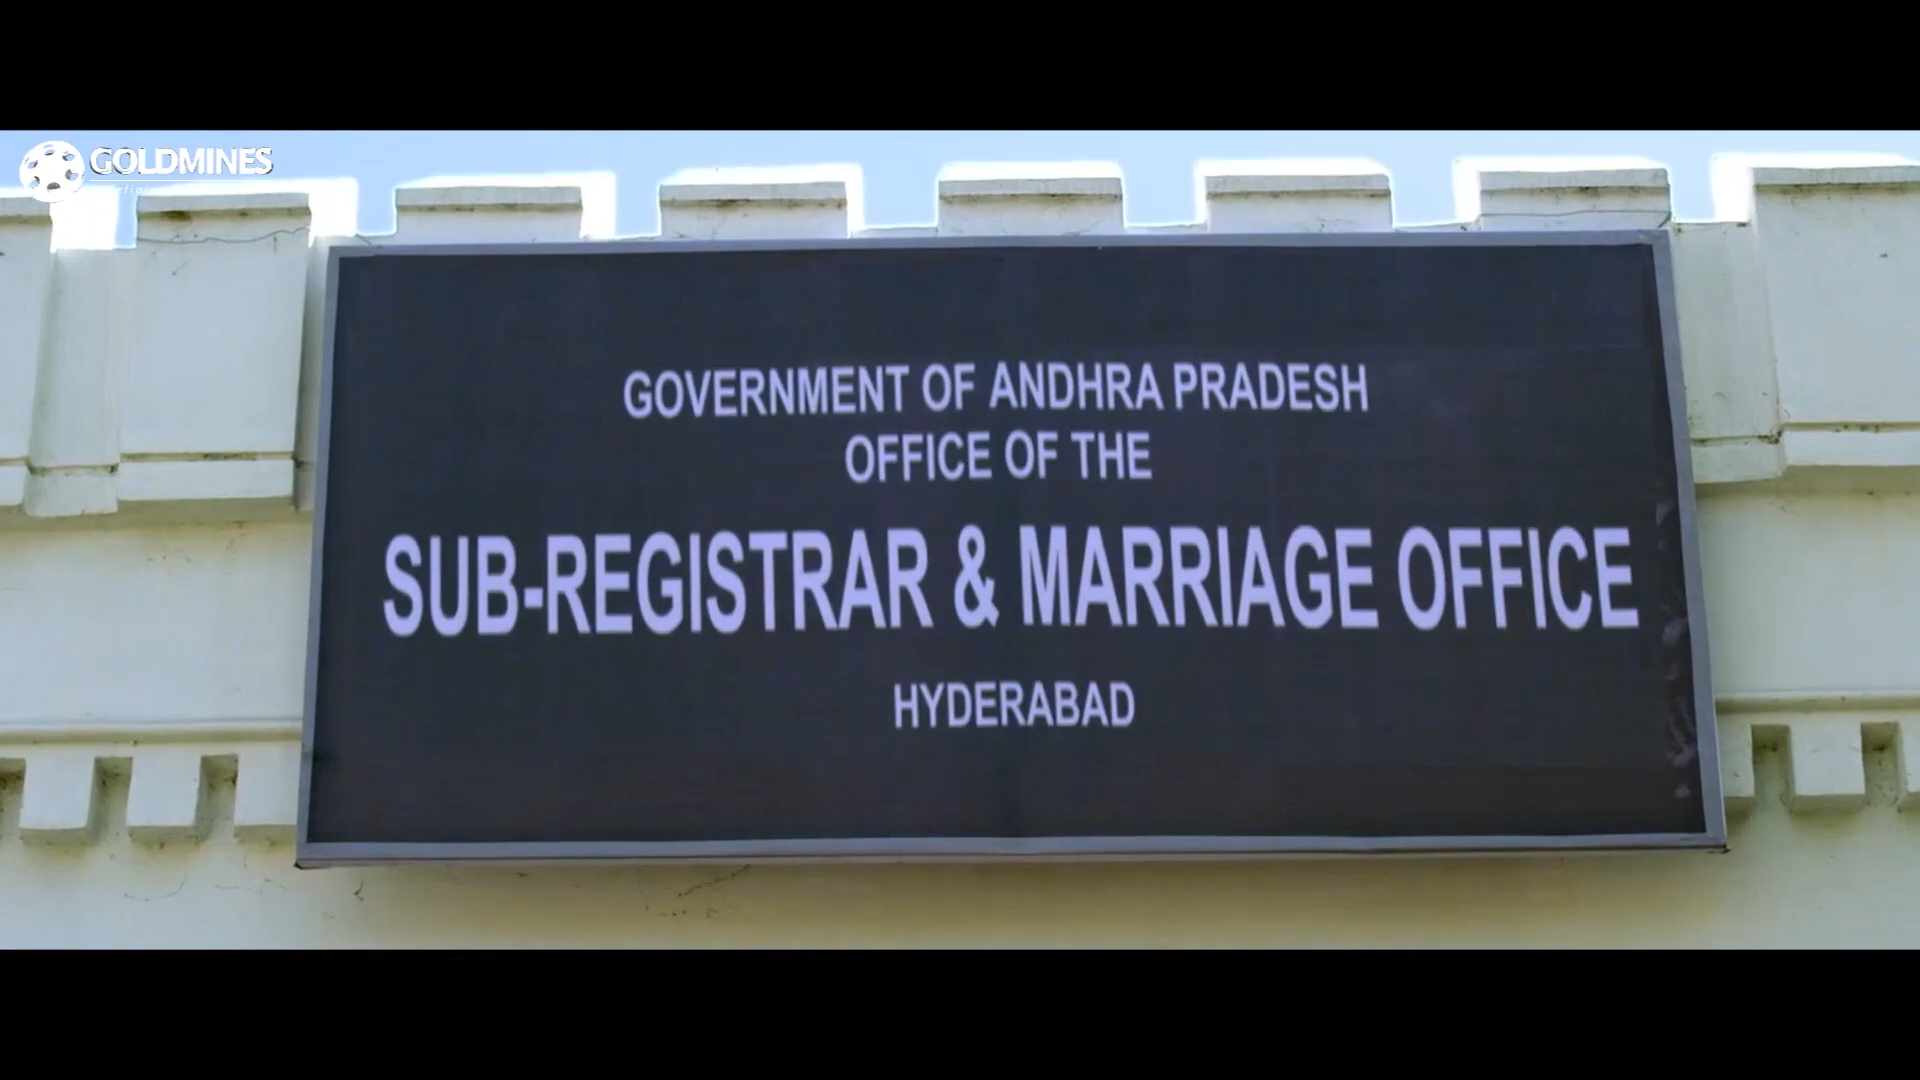 GOLDMINES
GOVERNMENT OF ANDHRA PRADESH
OFFICE OF THE
SUB-REGISTRAR & MARRIAGE OFFICE
HYDERABAD